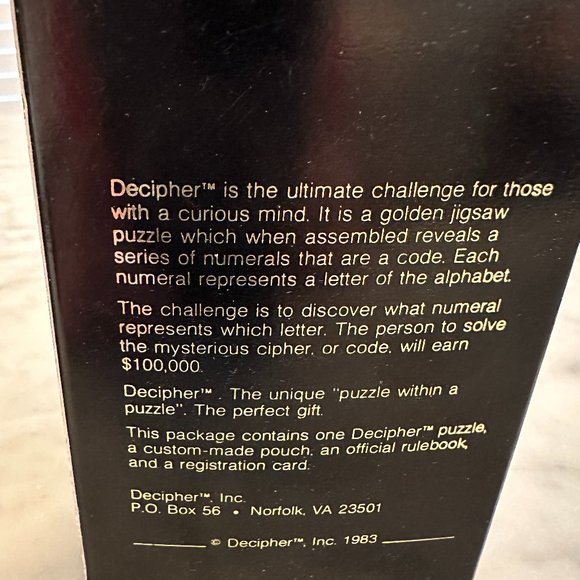 Decipher™ is the ultimate challenge for those
with a curious mind. It is a golden jigsaw
puzzle which when assembled reveals a
series of numerals that are a code. Each
numeral represents a letter of the alphabet.
The challenge is to discover what numeral
represents which letter. The person to solve
the mysterious cipher, or code, will earn
$100,000.
Decipher™. The unique "puzzle within a
puzzle". The perfect gift.
This package contains one Decipher™ puzzle,
a custom-made pouch, an official rulebook,
and a registration card.
Decipher™, Inc.
P.O. Box 56 • Norfolk, VA 23501
© Decipher™, Inc. 1983